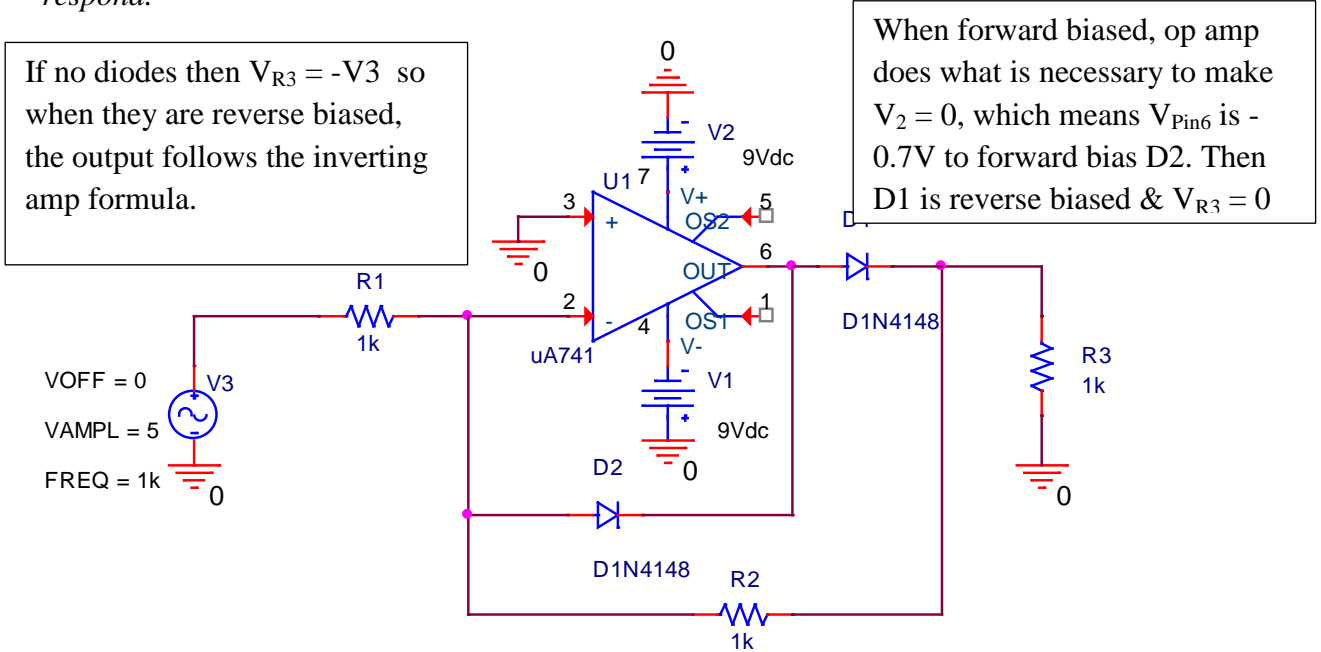 respond.
If no diodes then V_R3 = -V3 so
when they are reverse biased,
the output follows the inverting
amp formula.
When forward biased, op amp
does what is necessary to make
V2 = 0, which means V_Pin6 is -
0.7V to forward bias D2. Then
D1 is reverse biased & V_R3 = 0
0
V2
9Vdc
U1
7
3
+
V+
5
OS2
0
6
OUT
R1
1k
2
-
4
OS1
1
V-
uA741
D1N4148
V1
9Vdc
0
R3
1k
0
VOFF = 0
VAMPL = 5
FREQ = 1k
V3
0
D2
D1N4148
R2
1k